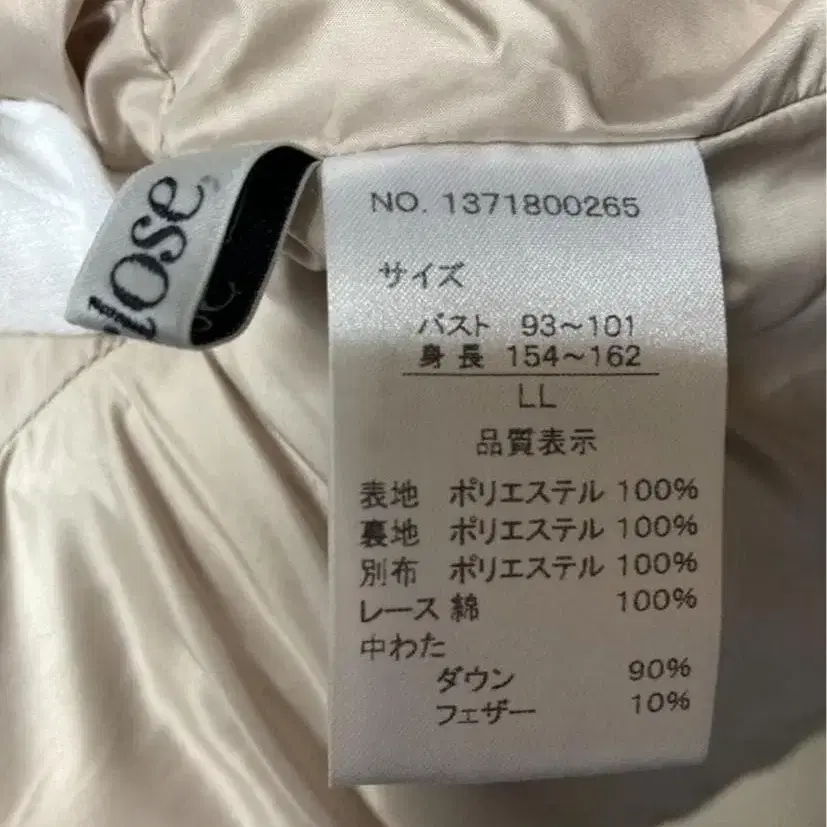 lose
NO. 1371800265
サイズ
バスト 93～101
身長 154～162
LL
品質表示
表地 ポリエステル 100%
裏地 ポリエステル 100%
別布 ポリエステル 100%
レース 綿 100%
中わた
ダウン 90%
フェザー 10%